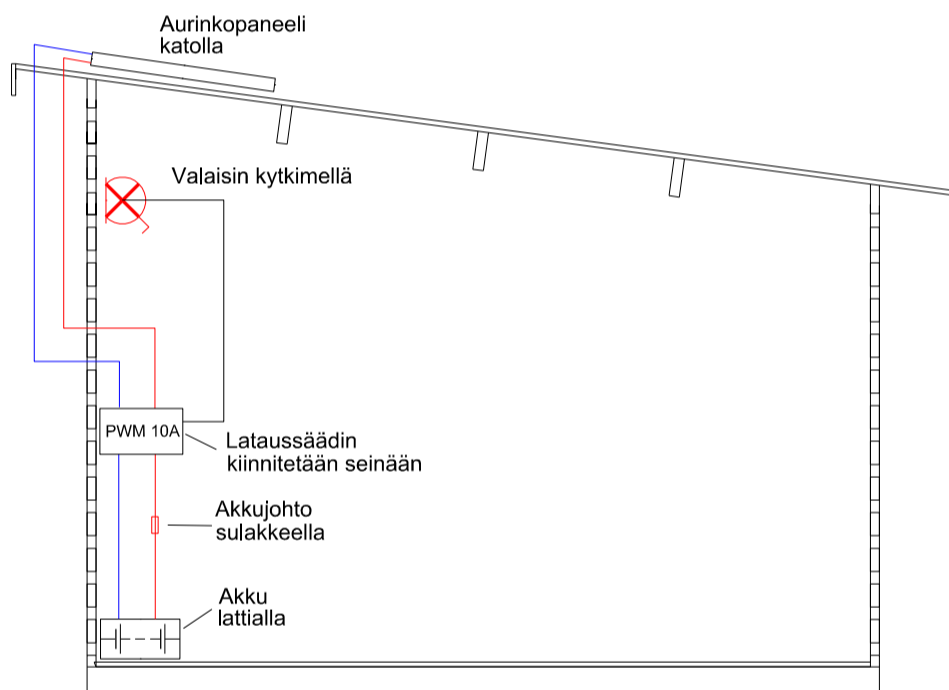 Aurinkopaneeli
katolla
Valaisin kytkimellä
PWM 10A
Lataussäädin
kiinnitetään seinään
Akkujohto
sulakkeella
Akku
lattialla